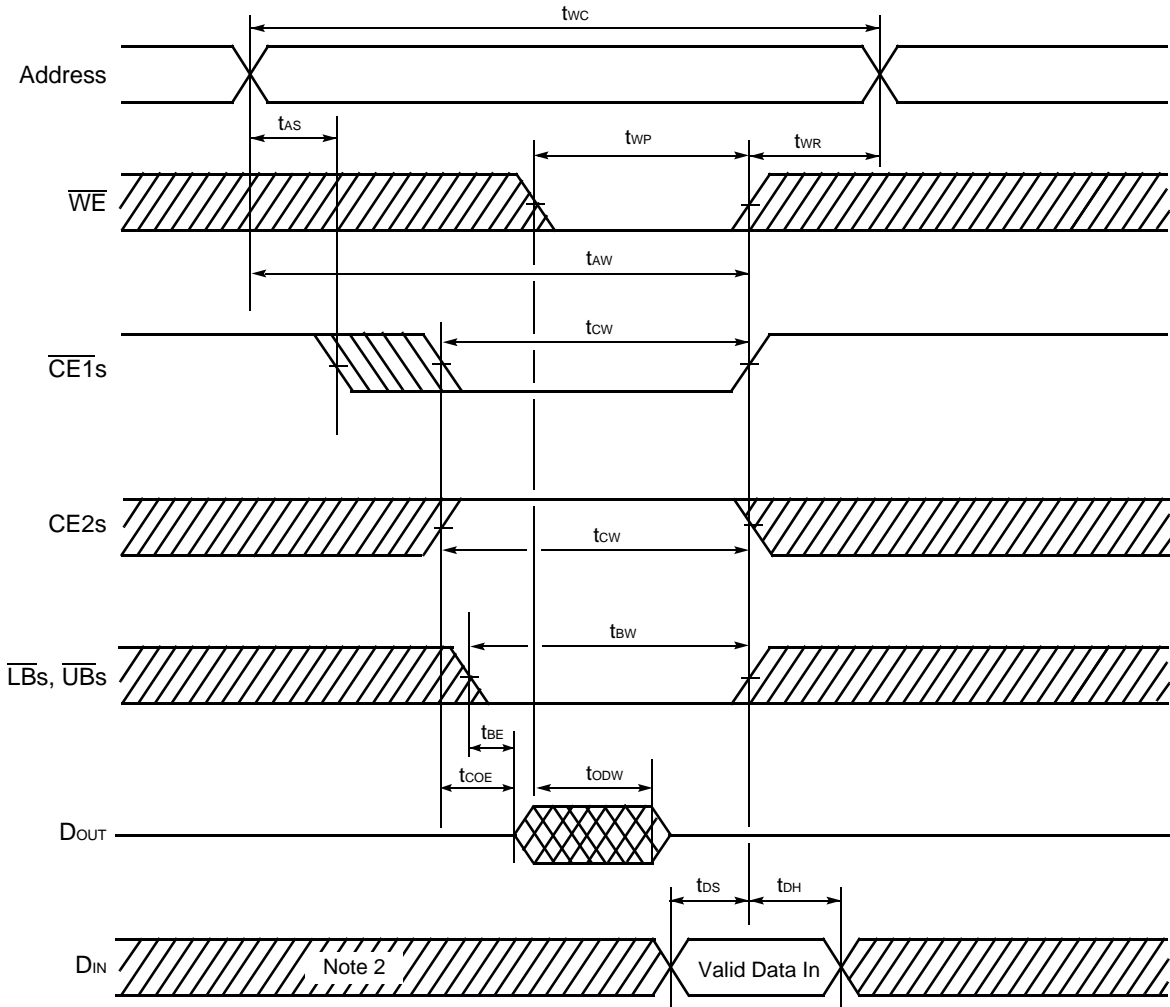 tWC
Address
tAS
tWP
tWR
WE
tAW
tCW
CE1s
CE2s
tCW
tBW
LBs, UBs
tBE
tCOE
tODW
DOUT
tDS
tDH
DIN
Note 2
Valid Data In